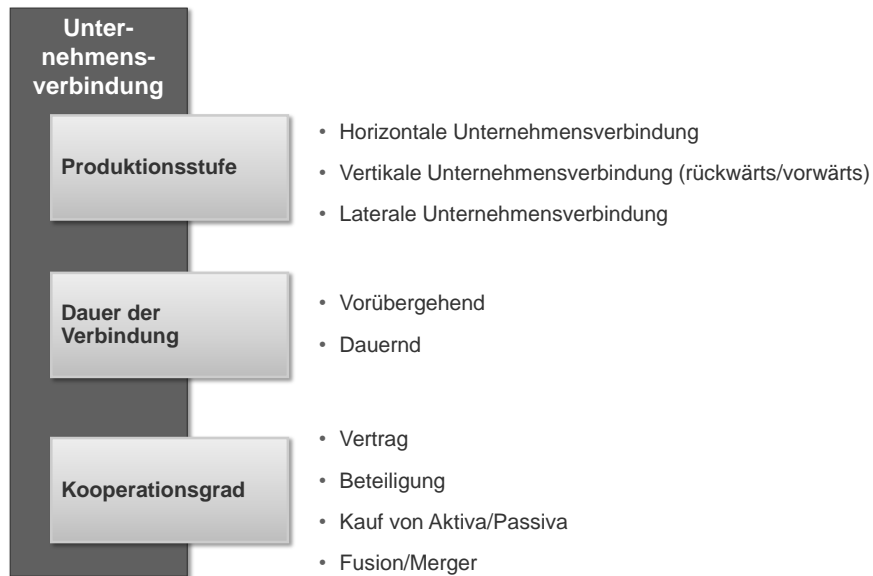 Unter-
nehmens-
verbindung
Produktionsstufe
• Horizontale Unternehmensverbindung
• Vertikale Unternehmensverbindung (rückwärts/vorwärts)
• Laterale Unternehmensverbindung
Dauer der
Verbindung
• Vorübergehend
• Dauernd
Kooperationsgrad
• Vertrag
• Beteiligung
• Kauf von Aktiva/Passiva
• Fusion/Merger